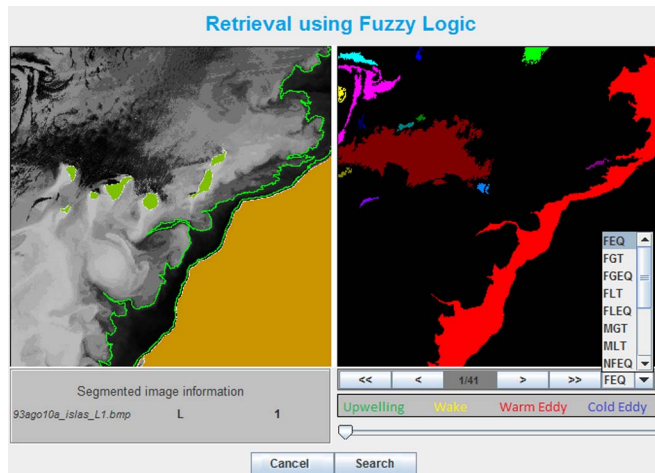 Retrieval using Fuzzy Logic
FEQ
FGT
FGEQ
FLT
FLEQ
MGT
MLT
NFEQ
<< < 1/41 > >> FEQ
Segmented image information
93ago10a_islas_L1.bmp L 1
Upwelling Wake Warm Eddy Cold Eddy
Cancel Search